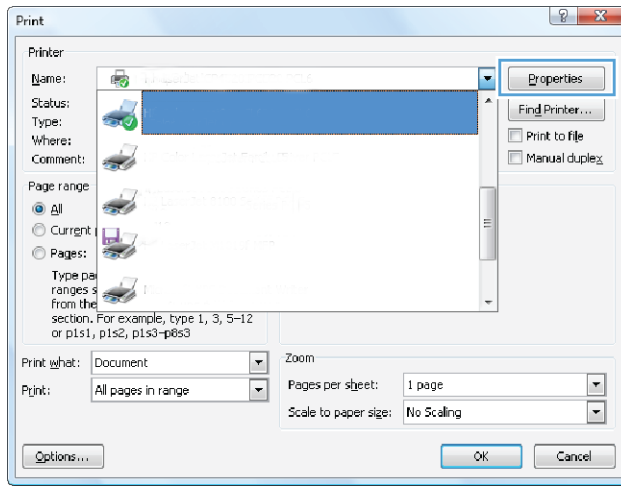 Print
Printer
Name:
Properties
Status:
Find Printer...
Type:
Where:
Print to file
Comment:
Manual duplex
Page range
All
Current
Pages:
Type
ranges
from the
section. For example, type 1, 3, 5–12
or p1s1, p1s2, p1s3–p8s3
Print what: Document
Print: All pages in range
Zoom
Pages per sheet: 1 page
Scale to paper size: No Scaling
Options...
OK
Cancel